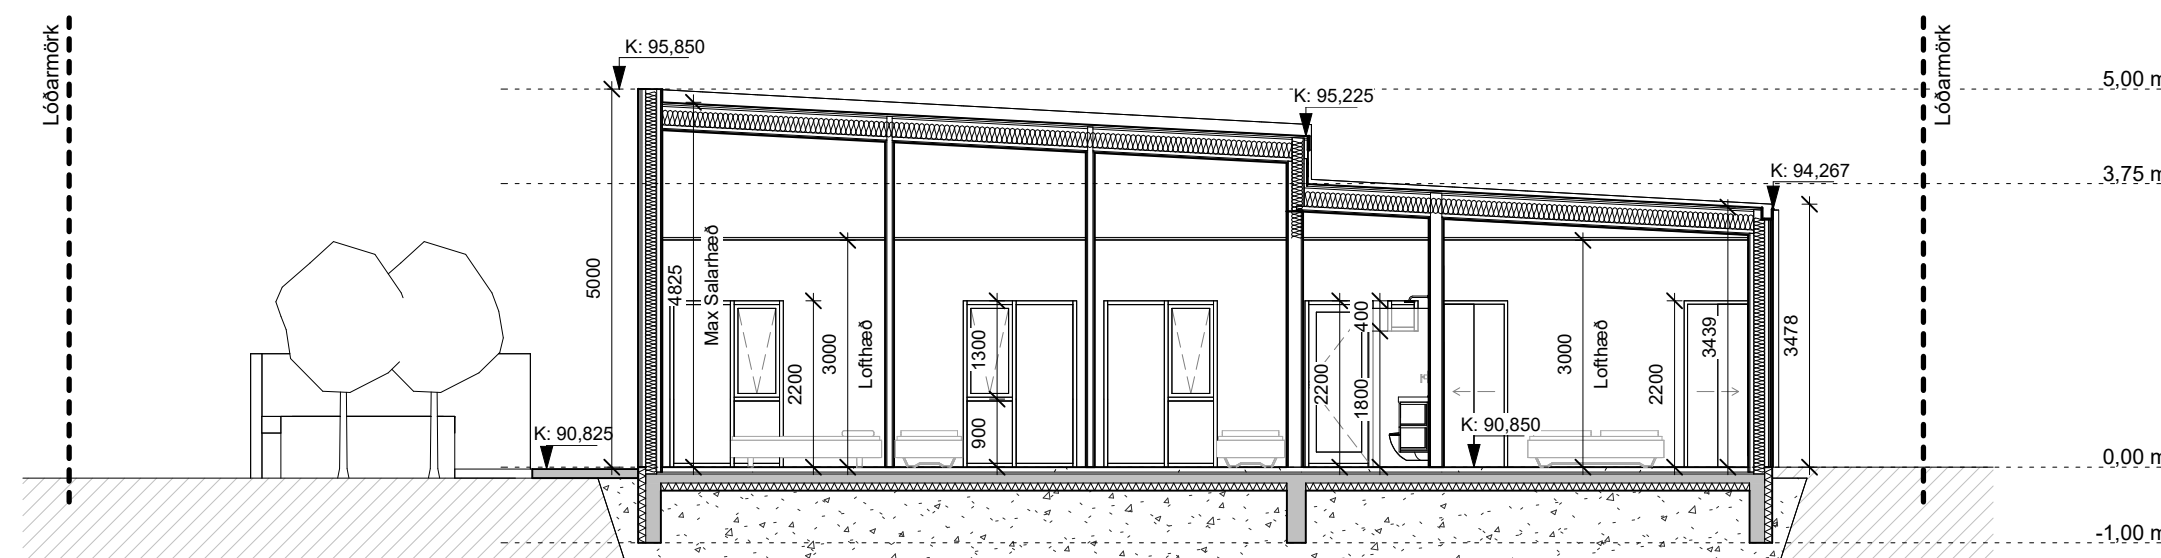 Lóðarmörk
K: 95,850
K: 95,225
K: 94,267
Lóðarmörk
5,00 m
3,75 m
5000
4825
Max Salarhæð
2200
3000
Lofthæð
1300
900
2200
400
1800
3000
Lofthæð
2200
3439
3478
K: 90,825
K: 90,850
0,00 m
-1,00 m